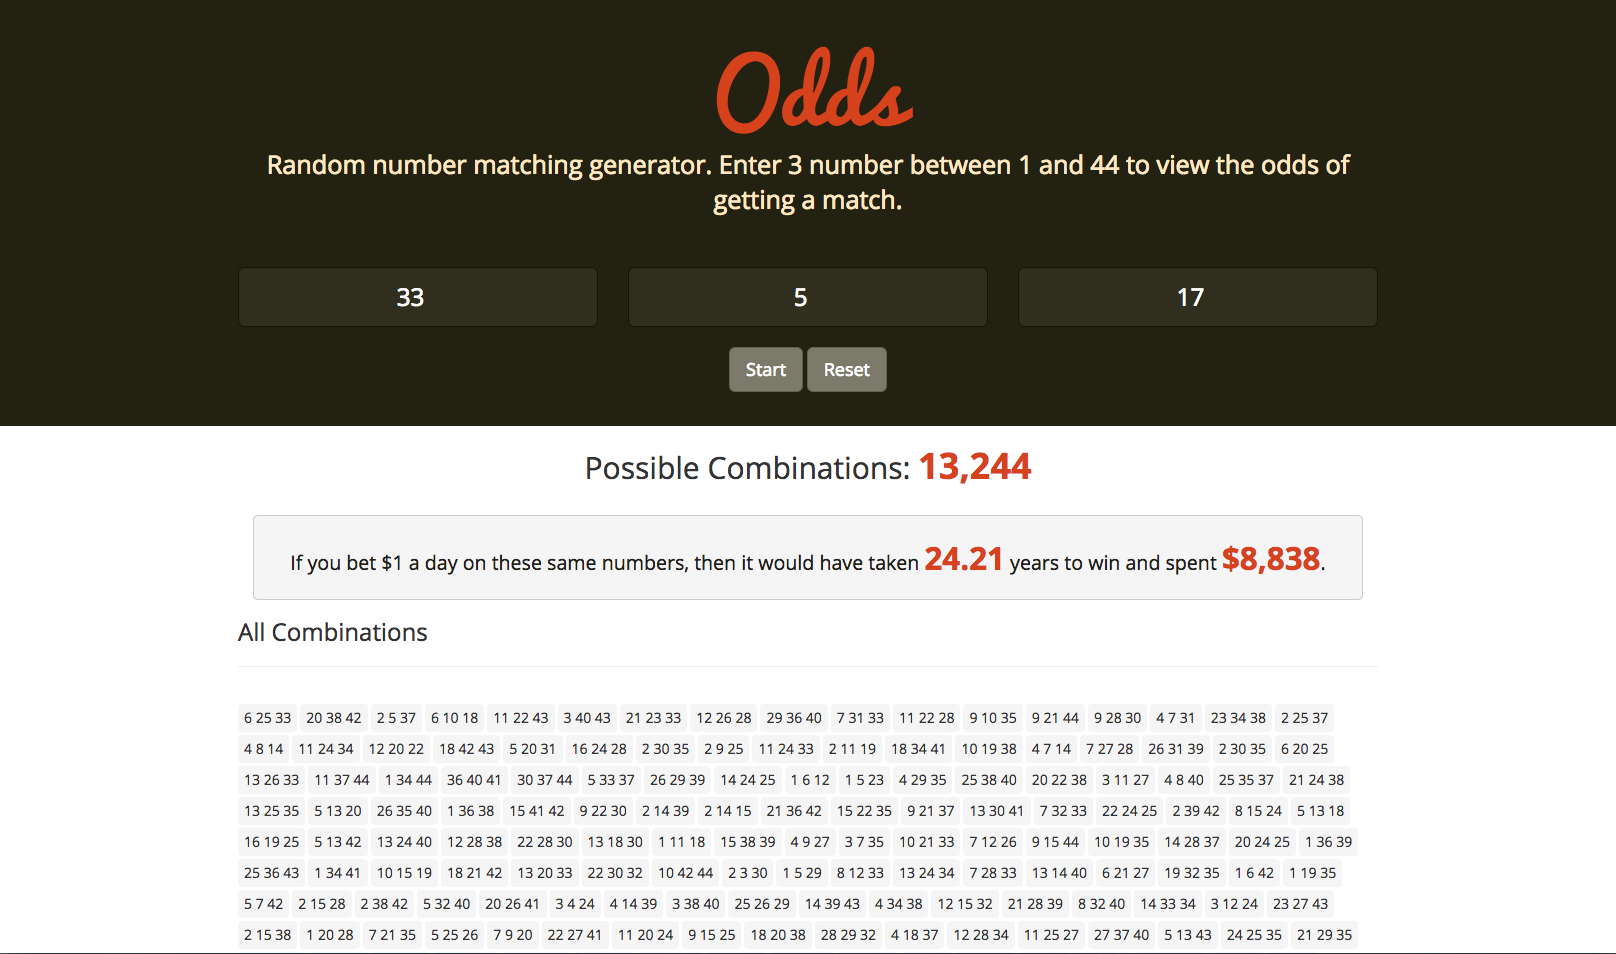 Odds
Random number matching generator. Enter 3 number between 1 and 44 to view the odds of
getting a match.
33 5 17
Start Reset
Possible Combinations: 13,244
If you bet $1 a day on these same numbers, then it would have taken 24.21 years to win and spent $8,838.
All Combinations
6 25 33 20 38 42 2 5 37 6 10 18 11 22 43 3 40 43 21 23 33 12 26 28 29 36 40 7 31 33 11 22 28 9 10 35 9 21 44 9 28 30 4 7 31 23 34 38 2 25 37
4 8 14 11 24 34 12 20 22 18 42 43 5 20 31 16 24 28 2 30 35 2 9 25 11 24 33 2 11 19 18 34 41 10 19 38 4 7 14 7 27 28 26 31 39 2 30 35 6 20 25
13 26 33 11 37 44 1 34 44 36 40 41 30 37 44 5 33 37 26 29 39 14 24 25 1 6 12 1 5 23 4 29 35 25 38 40 20 22 38 3 11 27 4 8 40 25 35 37 21 24 38
13 25 35 5 13 20 26 35 40 1 36 38 15 41 42 9 22 30 2 14 39 2 14 15 21 36 42 15 22 35 9 21 37 13 30 41 7 32 33 22 24 25 2 39 42 8 15 24 5 13 18
16 19 25 5 13 42 13 24 40 12 28 38 22 28 30 13 18 30 1 11 18 15 38 39 4 9 27 3 7 35 10 21 33 7 12 26 9 15 44 10 19 35 14 28 37 20 24 25 1 36 39
25 36 43 1 34 41 10 15 19 18 21 42 13 20 33 22 30 32 10 42 44 2 3 30 1 5 29 8 12 33 13 24 34 7 28 33 13 14 40 6 21 27 19 32 35 1 6 42 1 19 35
5 7 42 2 15 28 2 38 42 5 32 40 20 26 41 3 4 24 4 14 39 3 38 40 25 26 29 14 39 43 4 34 38 12 15 32 21 28 39 8 32 40 14 33 34 3 12 24 23 27 43
2 15 38 1 20 28 7 21 35 5 25 26 7 9 20 22 27 41 11 20 24 9 15 25 18 20 38 28 29 32 4 18 37 12 28 34 11 25 27 27 37 40 5 13 43 24 25 35 21 29 35